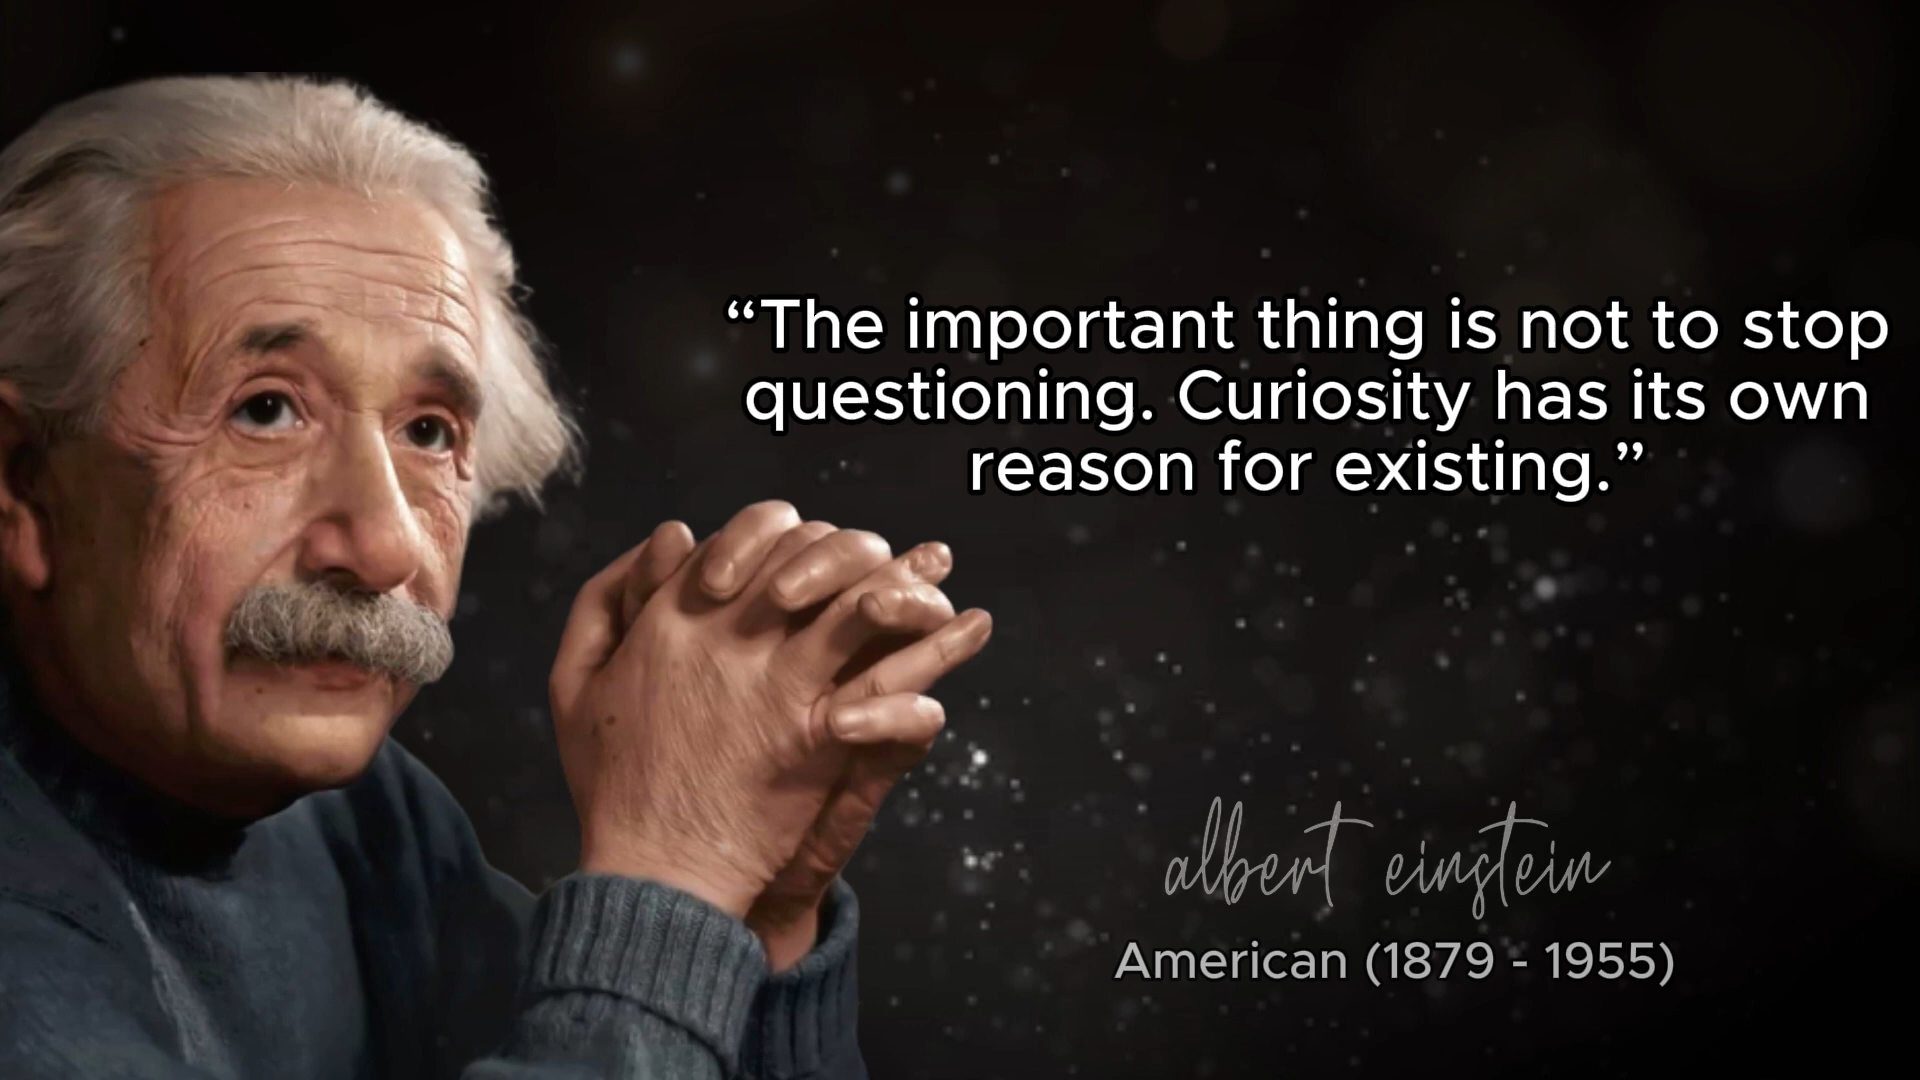 “The important thing is not to stop
questioning. Curiosity has its own
reason for existing.”
albert einstein
American (1879 - 1955)